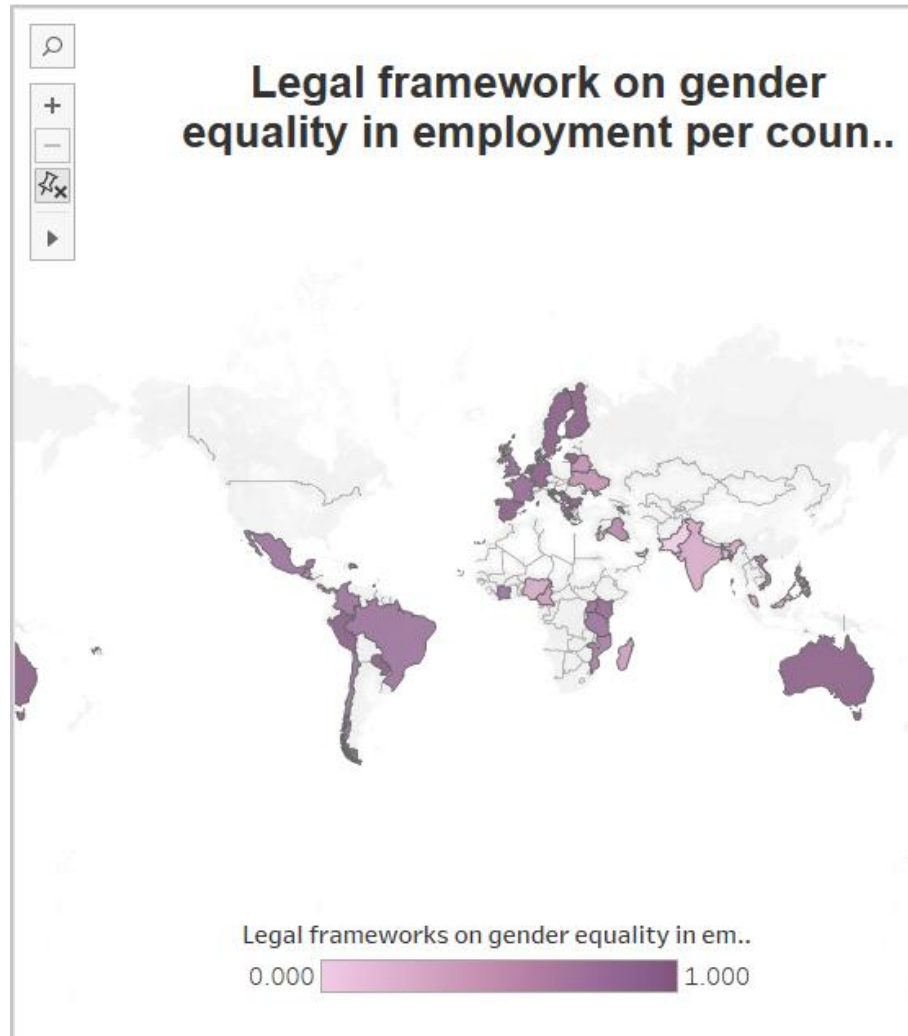 Legal framework on gender
equality in employment per coun..
Legal frameworks on gender equality in em..
0.000 1.000